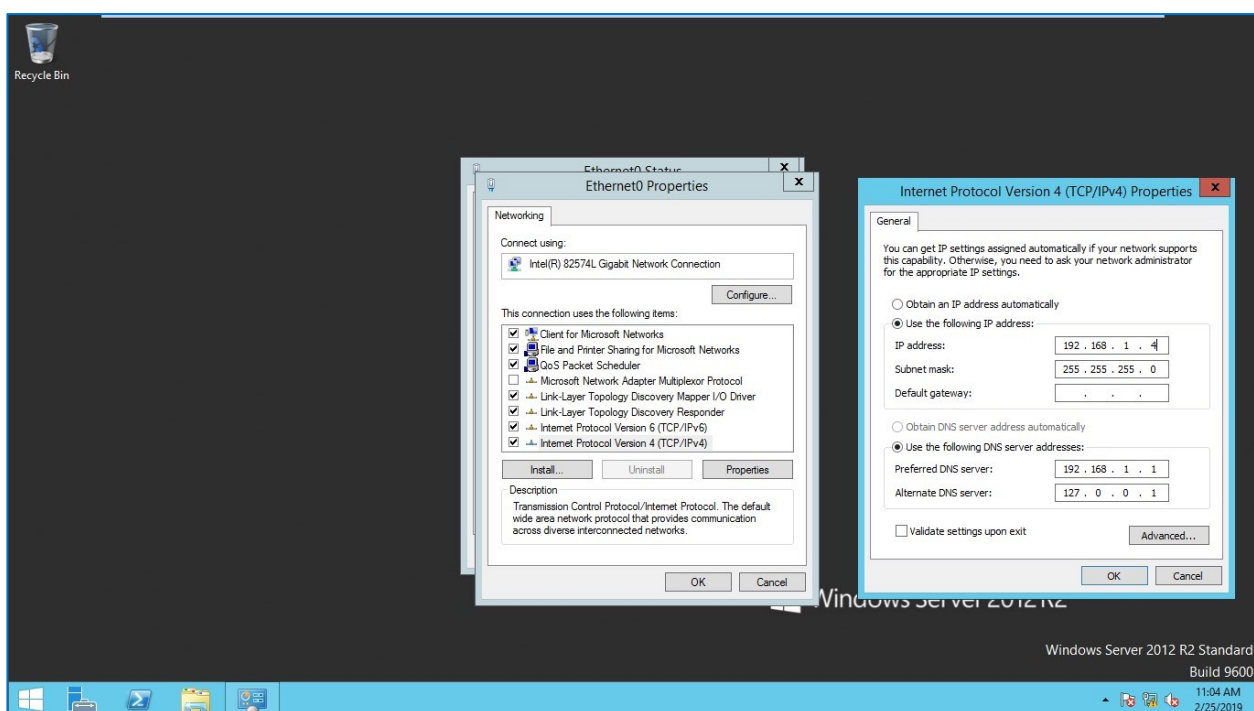 Recycle Bin
Ethernet0 Status
X
Ethernet0 Properties
X
Networking
Connect using:
Intel(R) 82574L Gigabit Network Connection
Configure...
This connection uses the following items:
Client for Microsoft Networks
File and Printer Sharing for Microsoft Networks
QoS Packet Scheduler
Microsoft Network Adapter Multiplexor Protocol
Link-Layer Topology Discovery Mapper I/O Driver
Link-Layer Topology Discovery Responder
Internet Protocol Version 6 (TCP/IPv6)
Internet Protocol Version 4 (TCP/IPv4)
Install... Uninstall Properties
Description
Transmission Control Protocol/Internet Protocol. The default
wide area network protocol that provides communication
across diverse interconnected networks.
OK Cancel
Internet Protocol Version 4 (TCP/IPv4) Properties
X
General
You can get IP settings assigned automatically if your network supports
this capability. Otherwise, you need to ask your network administrator
for the appropriate IP settings.
Obtain an IP address automatically
Use the following IP address:
IP address: 192 . 168 . 1 . 4
Subnet mask: 255 . 255 . 255 . 0
Default gateway: . . .
Obtain DNS server address automatically
Use the following DNS server addresses:
Preferred DNS server: 192 . 168 . 1 . 1
Alternate DNS server: 127 . 0 . 0 . 1
Validate settings upon exit
Advanced...
OK Cancel
Windows Server 2012 R2
Windows Server 2012 R2 Standard
Build 9600
11:04 AM
2/25/2019